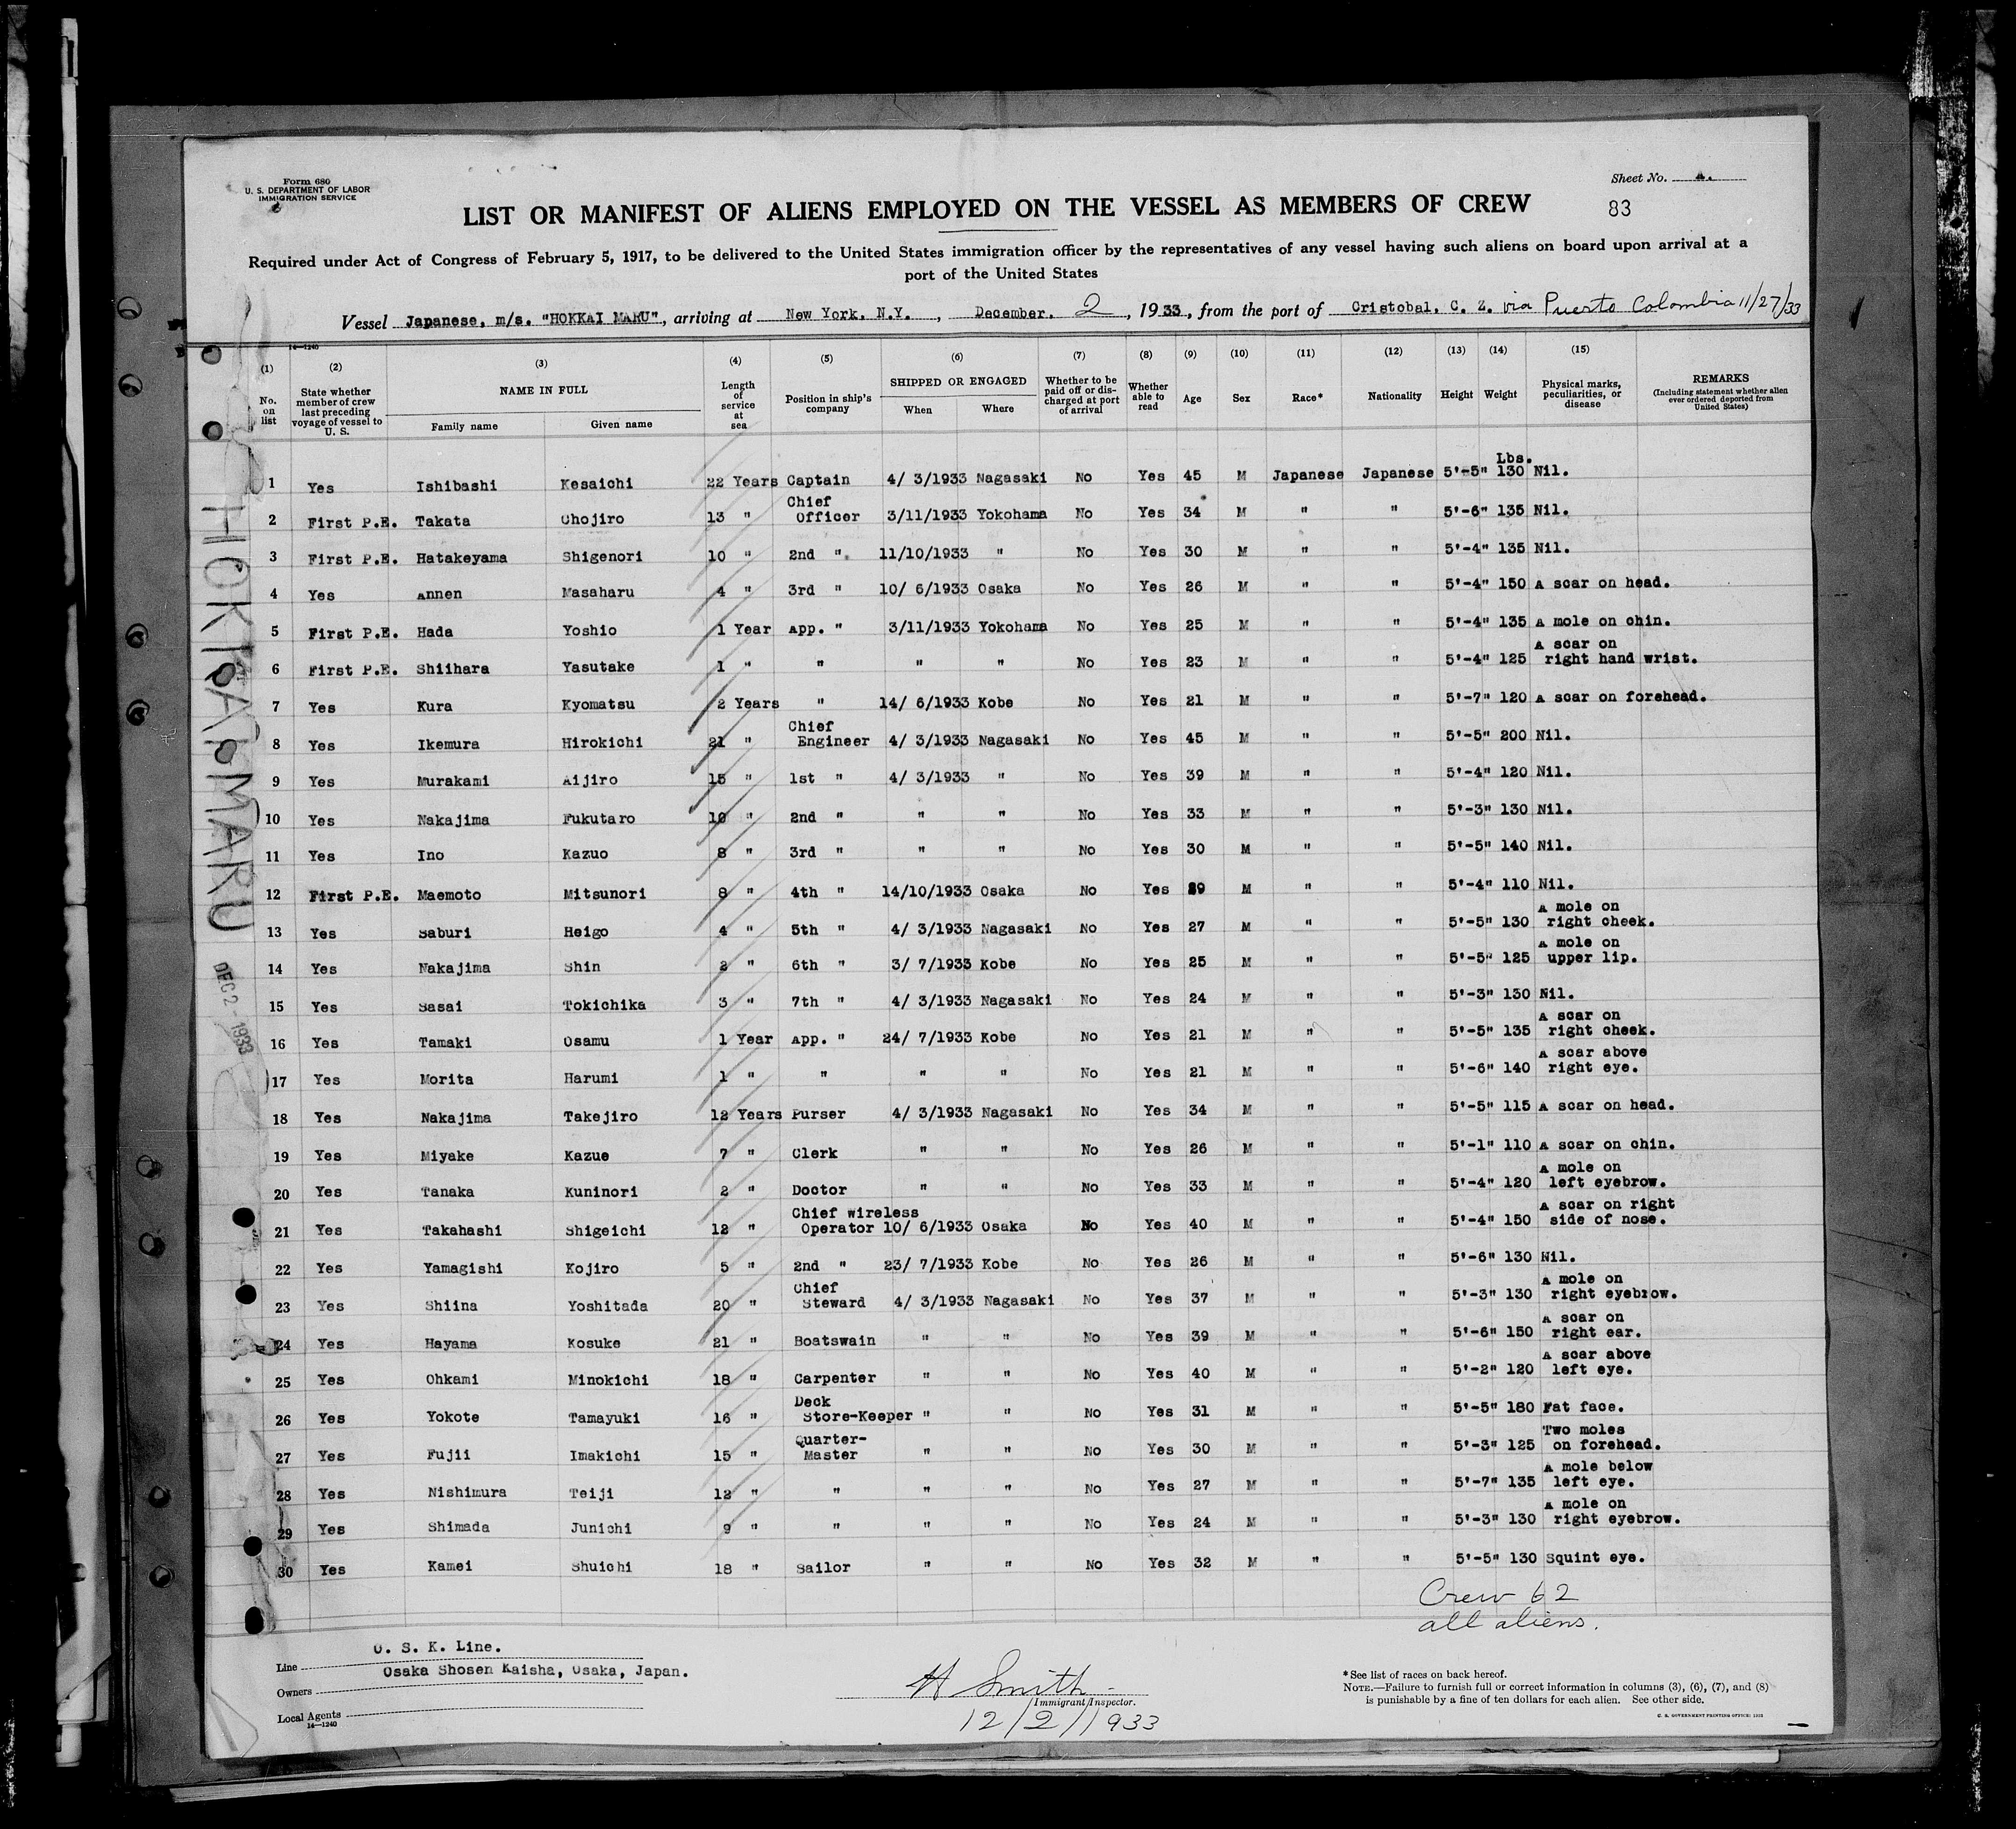 Form 680
U. S. DEPARTMENT OF LABOR
IMMIGRATION SERVICE
Sheet No.
83
LIST OR MANIFEST OF ALIENS EMPLOYED ON THE VESSEL AS MEMBERS OF CREW
Required under Act of Congress of February 5, 1917, to be delivered to the United States immigration officer by the representatives of any vessel having such aliens on board upon arrival at a
port of the United States
Vessel Japanese, m/s. "HOKKAI MARU", arriving at New York, N.Y., December. 2, 1933, from the port of Cristobal, C. Z. via Puerto Colombia 11/27/33
14—1240
(1) (2) (3) (4) (5) (6) (7) (8) (9) (10) (11) (12) (13) (14) (15)
No. on list State whether member of crew last preceding voyage of vessel to U. S. NAME IN FULL Family name Given name Length of service at sea Position in ship's company SHIPPED OR ENGAGED When Where Whether to be paid off or discharged at port of arrival Whether able to read Age Sex Race* Nationality Height Weight Physical marks, peculiarities, or disease REMARKS (Including statement whether alien ever ordered deported from United States)
Lbs.
1 Yes Ishibashi Kesaichi 22 Years Captain 4/ 3/1933 Nagasaki No Yes 45 M Japanese Japanese 5'-5" 130 Nil.
2 First P.E. Takata Chojiro 13 " Chief Officer 3/11/1933 Yokohama No Yes 34 M " " 5'-6" 135 Nil.
3 First P.E. Hatakeyama Shigenori 10 " 2nd " 11/10/1933 " No Yes 30 M " " 5'-4" 135 Nil.
4 Yes Annen Masaharu 4 " 3rd " 10/ 6/1933 Osaka No Yes 26 M " " 5'-4" 150 A scar on head.
5 First P.E. Hada Yoshio 1 Year App. " 3/11/1933 Yokohama No Yes 25 M " " 5'-4" 135 A mole on chin.
6 First P.E. Shiihara Yasutake 1 " " " " No Yes 23 M " " 5'-4" 125 A scar on right hand wrist.
7 Yes Kura Kyomatsu 2 Years " 14/ 6/1933 Kobe No Yes 21 M " " 5'-7" 120 A scar on forehead.
8 Yes Ikemura Hirokichi 21 " Chief Engineer 4/ 3/1933 Nagasaki No Yes 45 M " " 5'-5" 200 Nil.
9 Yes Murakami Aijiro 15 " 1st " 4/ 3/1933 " No Yes 39 M " " 5'-4" 120 Nil.
10 Yes Nakajima Fukutaro 10 " 2nd " " " No Yes 33 M " " 5'-3" 130 Nil.
11 Yes Ino Kazuo 8 " 3rd " " " No Yes 30 M " " 5'-5" 140 Nil.
12 First P.E. Maemoto Mitsunori 8 " 4th " 14/10/1933 Osaka No Yes M " " 5'-4" 110 Nil.
13 Yes Saburi Heigo 4 " 5th " 4/ 3/1933 Nagasaki No Yes 27 M " " 5'-5" 130 A mole on right cheek.
14 Yes Nakajima Shin 2 " 6th " 3/ 7/1933 Kobe No Yes 25 M " " 5'-5" 125 A mole on upper lip.
15 Yes Sasai Tokichika 3 " 7th " 4/ 3/1933 Nagasaki No Yes 24 M " " 5'-3" 130 Nil.
16 Yes Tamaki Osamu 1 Year App. " 24/ 7/1933 Kobe No Yes 21 M " " 5'-5" 135 A scar on right cheek.
17 Yes Morita Harumi 1 " " " " No Yes 21 M " " 5'-6" 140 A scar above right eye.
18 Yes Nakajima Takejiro 12 Years Purser 4/ 3/1933 Nagasaki No Yes 34 M " " 5'-5" 115 A scar on head.
19 Yes Miyake Kazue 7 " Clerk " " No Yes 26 M " " 5'-1" 110 A scar on chin.
20 Yes Tanaka Kuninori 2 " Doctor " " No Yes 33 M " " 5'-4" 120 A mole on left eyebrow.
21 Yes Takahashi Shigeichi 12 " Chief wireless Operator 10/ 6/1933 Osaka No Yes 40 M " " 5'-4" 150 A scar on right side of nose.
22 Yes Yamagishi Kojiro 5 " 2nd " 23/ 7/1933 Kobe No Yes 26 M " " 5'-6" 130 Nil.
23 Yes Shiina Yoshitada 20 " Chief Steward 4/ 3/1933 Nagasaki No Yes 37 M " " 5'-3" 130 A mole on right eyebrow.
24 Yes Hayama Kosuke 21 " Boatswain " " No Yes 39 M " " 5'-6" 150 A scar on right ear.
25 Yes Ohkami Minokichi 18 " Carpenter " " No Yes 40 M " " 5'-2" 120 A scar above left eye.
26 Yes Yokote Tamayuki 16 " Deck Store-Keeper " " No Yes 31 M " " 5'-5" 180 Fat face.
27 Yes Fujii Imakichi 15 " Quarter-Master " " No Yes 30 M " " 5'-3" 125 Two moles on forehead.
28 Yes Nishimura Teiji 12 " " " " No Yes 27 M " " 5'-7" 135 A mole below left eye.
29 Yes Shimada Junichi 9 " " " " No Yes 24 M " " 5'-3" 130 A mole on right eyebrow.
30 Yes Kamei Shuichi 18 " Sailor " " No Yes 32 M " " 5'-5" 130 Squint eye.
HOKKAI MARU
DEC 2 - 1933
Crew 62
all aliens.
Line O. S. K. Line.
Owners Osaka Shosen Kaisha, Osaka, Japan.
Local Agents
14—1240
H Smith
Immigrant Inspector.
12/2/1933
*See list of races on back hereof.
NOTE.—Failure to furnish full or correct information in columns (3), (6), (7), and (8)
is punishable by a fine of ten dollars for each alien. See other side.